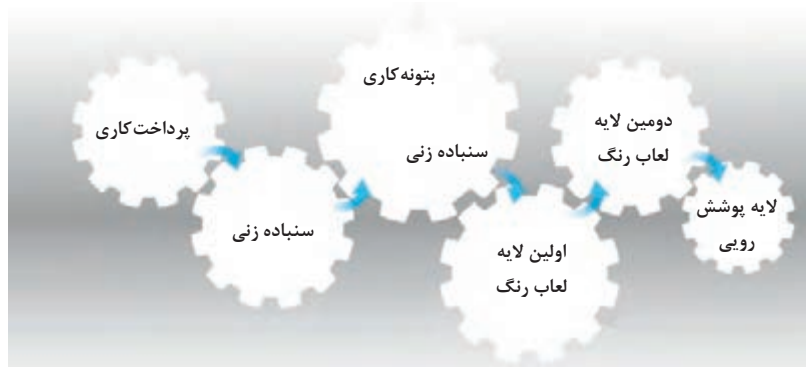 پرداخت‌کاری
سنباده زنی
بتونه‌کاری
سنباده زنی
اولین لایه
لعاب رنگ
دومین لایه
لعاب رنگ
لایه پوشش
رویی